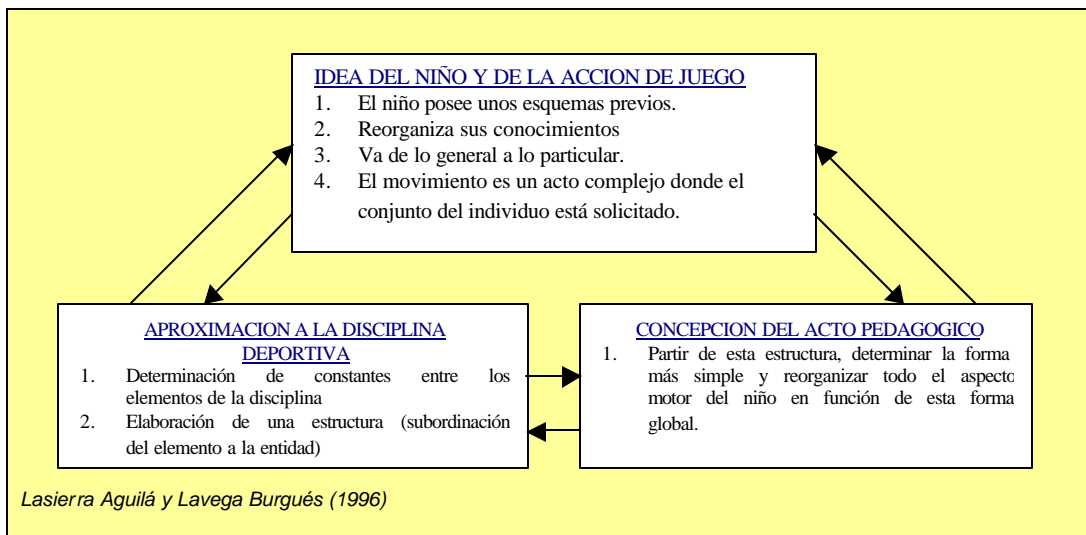 IDEA DEL NIÑO Y DE LA ACCION DE JUEGO
1. El niño posee unos esquemas previos.
2. Reorganiza sus conocimientos
3. Va de lo general a lo particular.
4. El movimiento es un acto complejo donde el
conjunto del individuo está solicitado.
APROXIMACION A LA DISCIPLINA
DEPORTIVA
1. Determinación de constantes entre los
elementos de la disciplina
2. Elaboración de una estructura (subordinación
del elemento a la entidad)
CONCEPCION DEL ACTO PEDAGOGICO
1. Partir de esta estructura, determinar la forma
más simple y reorganizar todo el aspecto
motor del niño en función de esta forma
global.
Lasierra Aguilá y Lavega Burgués (1996)